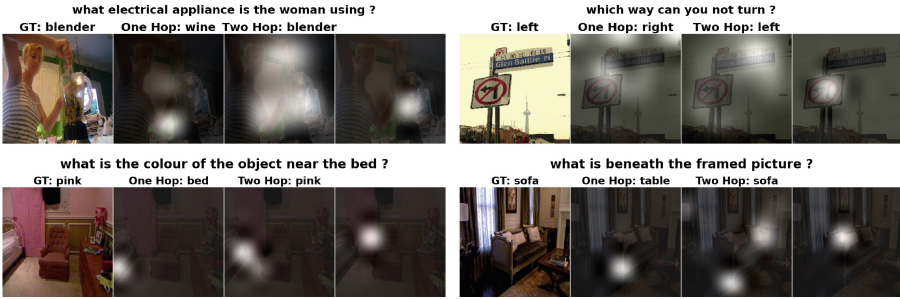 what electrical appliance is the woman using ?
GT: blender One Hop: wine Two Hop: blender
which way can you not turn ?
GT: left One Hop: right Two Hop: left
Glen Baillie Pl
what is the colour of the object near the bed ?
GT: pink One Hop: bed Two Hop: pink
what is beneath the framed picture ?
GT: sofa One Hop: table Two Hop: sofa